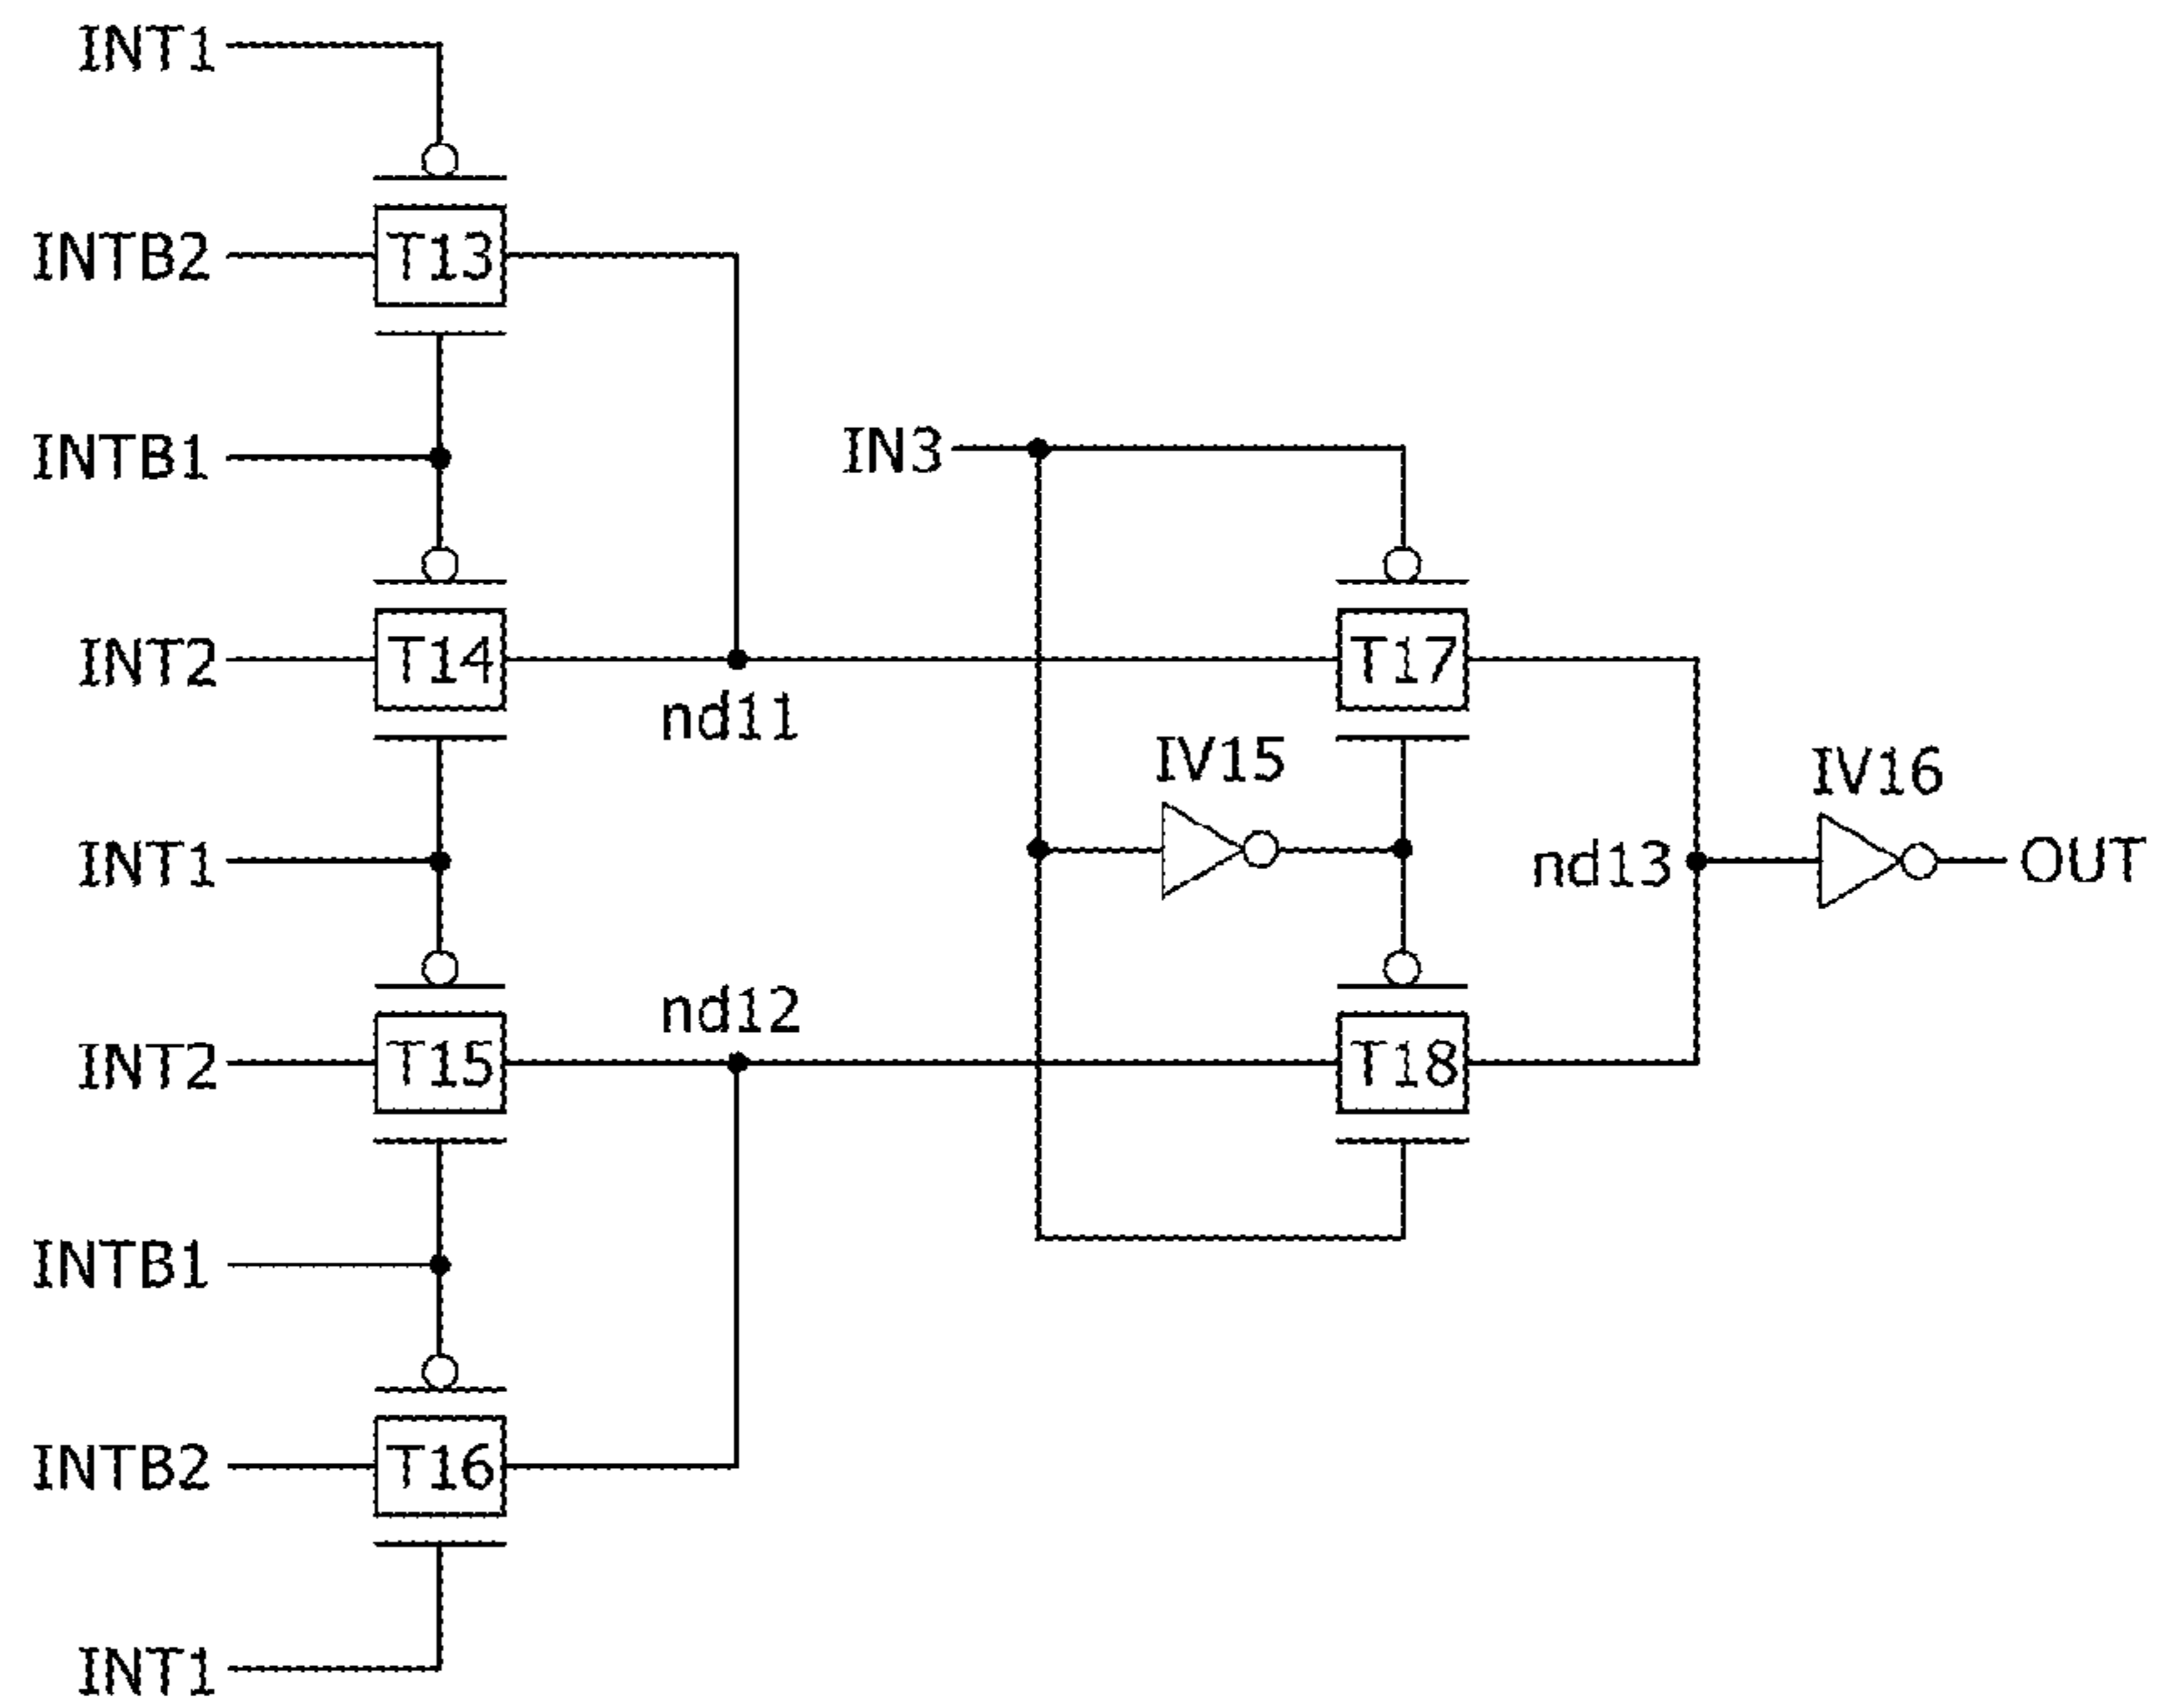 INT1
INTB2
T13
INTB1
IN3
INT2
T14
T17
nd11
IV15
IV16
INT1
nd13
OUT
nd12
INT2
T15
T18
INTB1
INTB2
T16
INT1